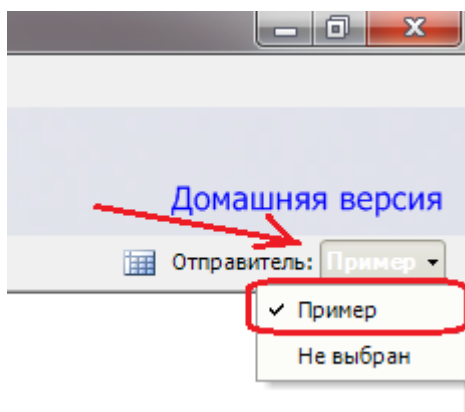 Домашняя версия
Отправитель: Пример
Пример
Не выбран